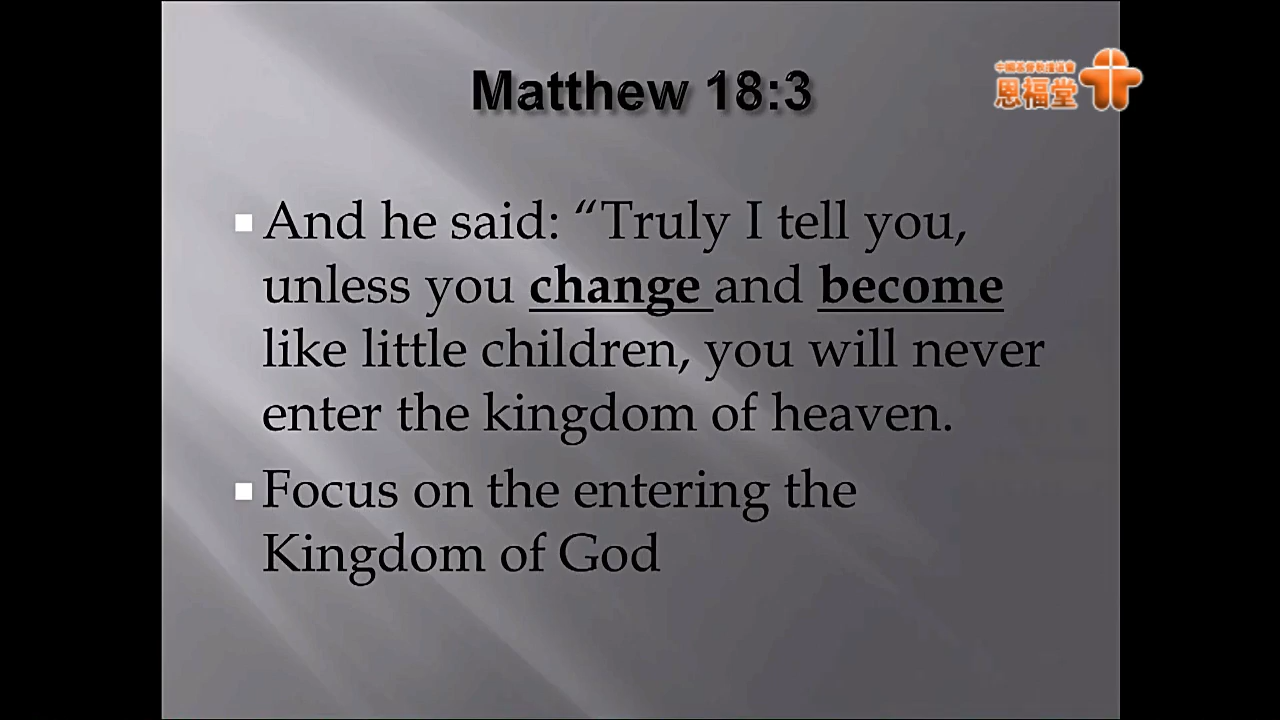 Matthew 18:3
恩福堂
And he said: “Truly I tell you,
unless you change and become
like little children, you will never
enter the kingdom of heaven.
Focus on the entering the
Kingdom of God